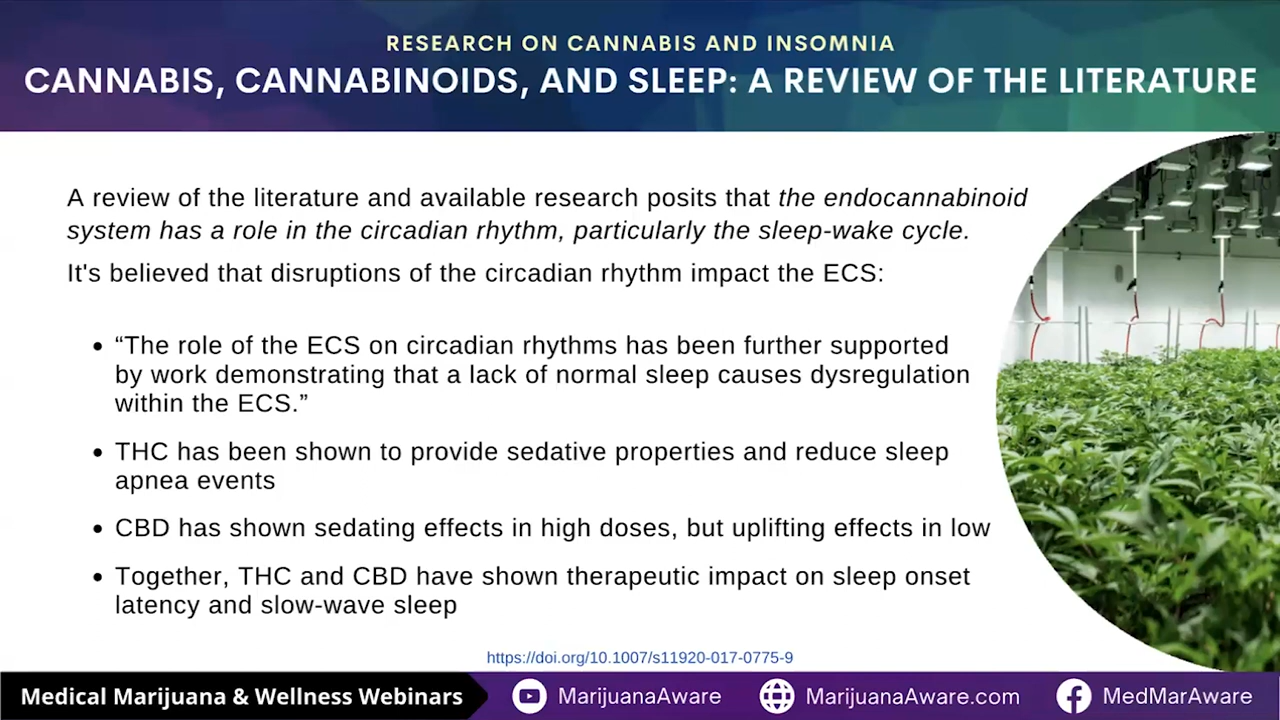 RESEARCH ON CANNABIS AND INSOMNIA
CANNABIS, CANNABINOIDS, AND SLEEP: A REVIEW OF THE LITERATURE
A review of the literature and available research posits that the endocannabinoid
system has a role in the circadian rhythm, particularly the sleep-wake cycle.
It's believed that disruptions of the circadian rhythm impact the ECS:
• “The role of the ECS on circadian rhythms has been further supported
by work demonstrating that a lack of normal sleep causes dysregulation
within the ECS.”
• THC has been shown to provide sedative properties and reduce sleep
apnea events
• CBD has shown sedating effects in high doses, but uplifting effects in low
• Together, THC and CBD have shown therapeutic impact on sleep onset
latency and slow-wave sleep
https://doi.org/10.1007/s11920-017-0775-9
Medical Marijuana & Wellness Webinars MarijuanaAware MarijuanaAware.com MedMarAware